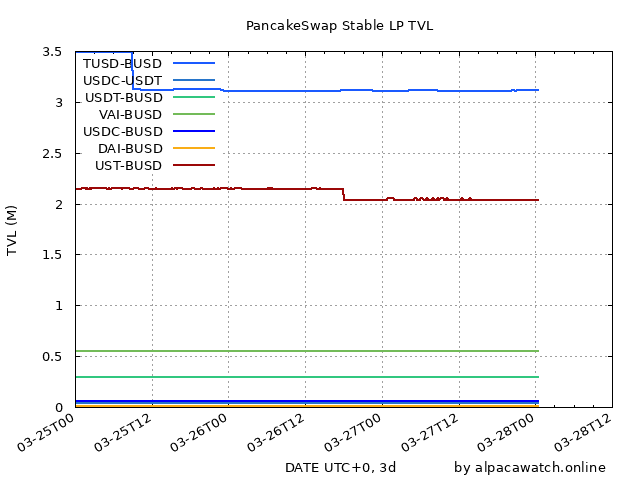 PancakeSwap Stable LP TVL
3.5
3
2.5
2
1.5
1
0.5
0
TVL (M)
TUSD-BUSD
USDC-USDT
USDT-BUSD
VAI-BUSD
USDC-BUSD
DAI-BUSD
UST-BUSD
03-25T00
03-25T12
03-26T00
03-26T12
03-27T00
03-27T12
03-28T00
03-28T12
DATE UTC+0, 3d
by alpacawatch.online